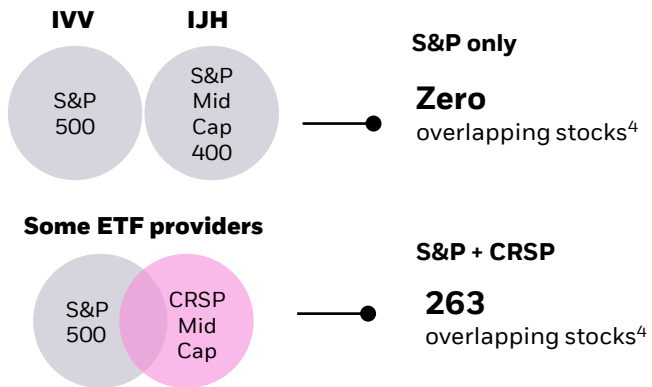 IVV
IJH
S&P
500
S&P
Mid
Cap
400
S&P only
Zero
overlapping stocks⁴
Some ETF providers
S&P
500
CRSP
Mid
Cap
S&P + CRSP
263
overlapping stocks⁴